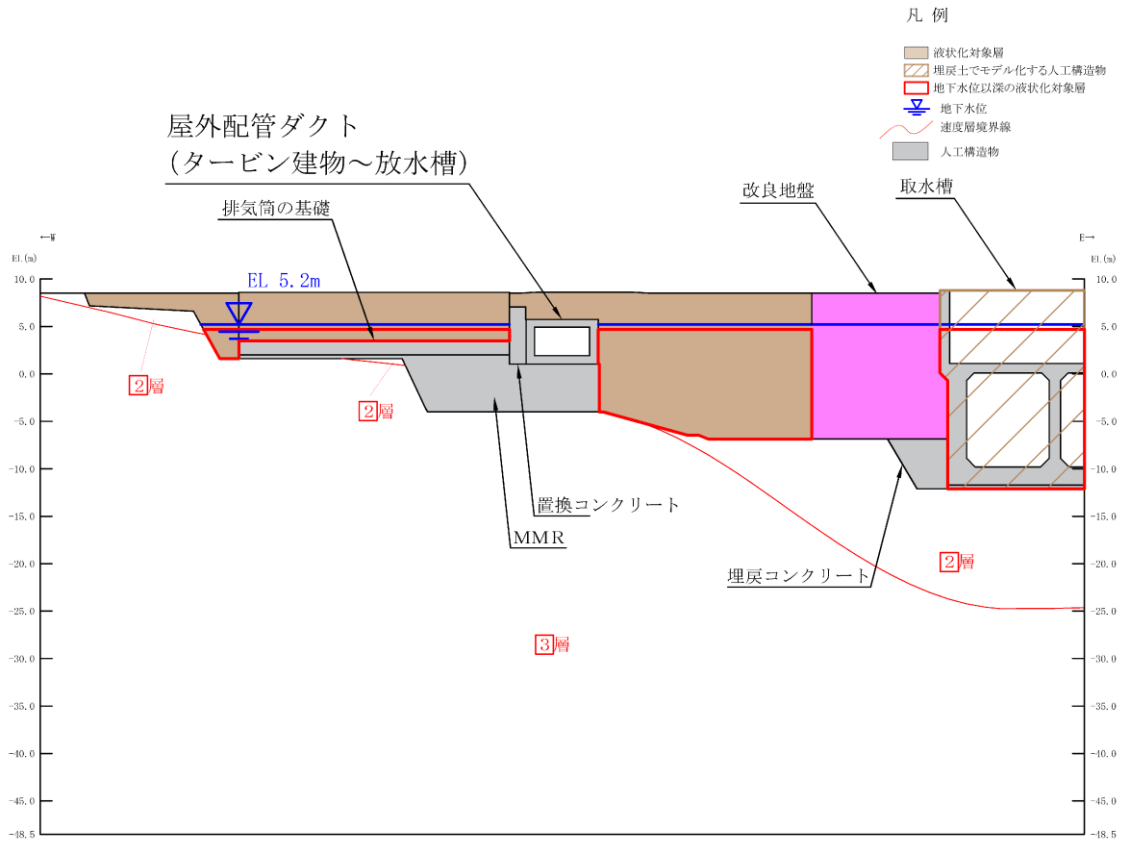 凡 例
液状化対象層
埋戻土でモデル化する人工構造物
地下水位以深の液状化対象層
地下水位
速度層境界線
人工構造物
屋外配管ダクト
(タービン建物～放水槽)
排気筒の基礎
改良地盤
取水槽
←W
E→
EL(m)
EL(m)
EL 5.2m
10.0
5.0
0.0
-5.0
-10.0
-15.0
-20.0
-25.0
-30.0
-35.0
-40.0
-45.0
-48.5
2層
2層
置換コンクリート
MMR
埋戻コンクリート
2層
3層
10.0
5.0
0.0
-5.0
-10.0
-15.0
-20.0
-25.0
-30.0
-35.0
-40.0
-45.0
-48.5